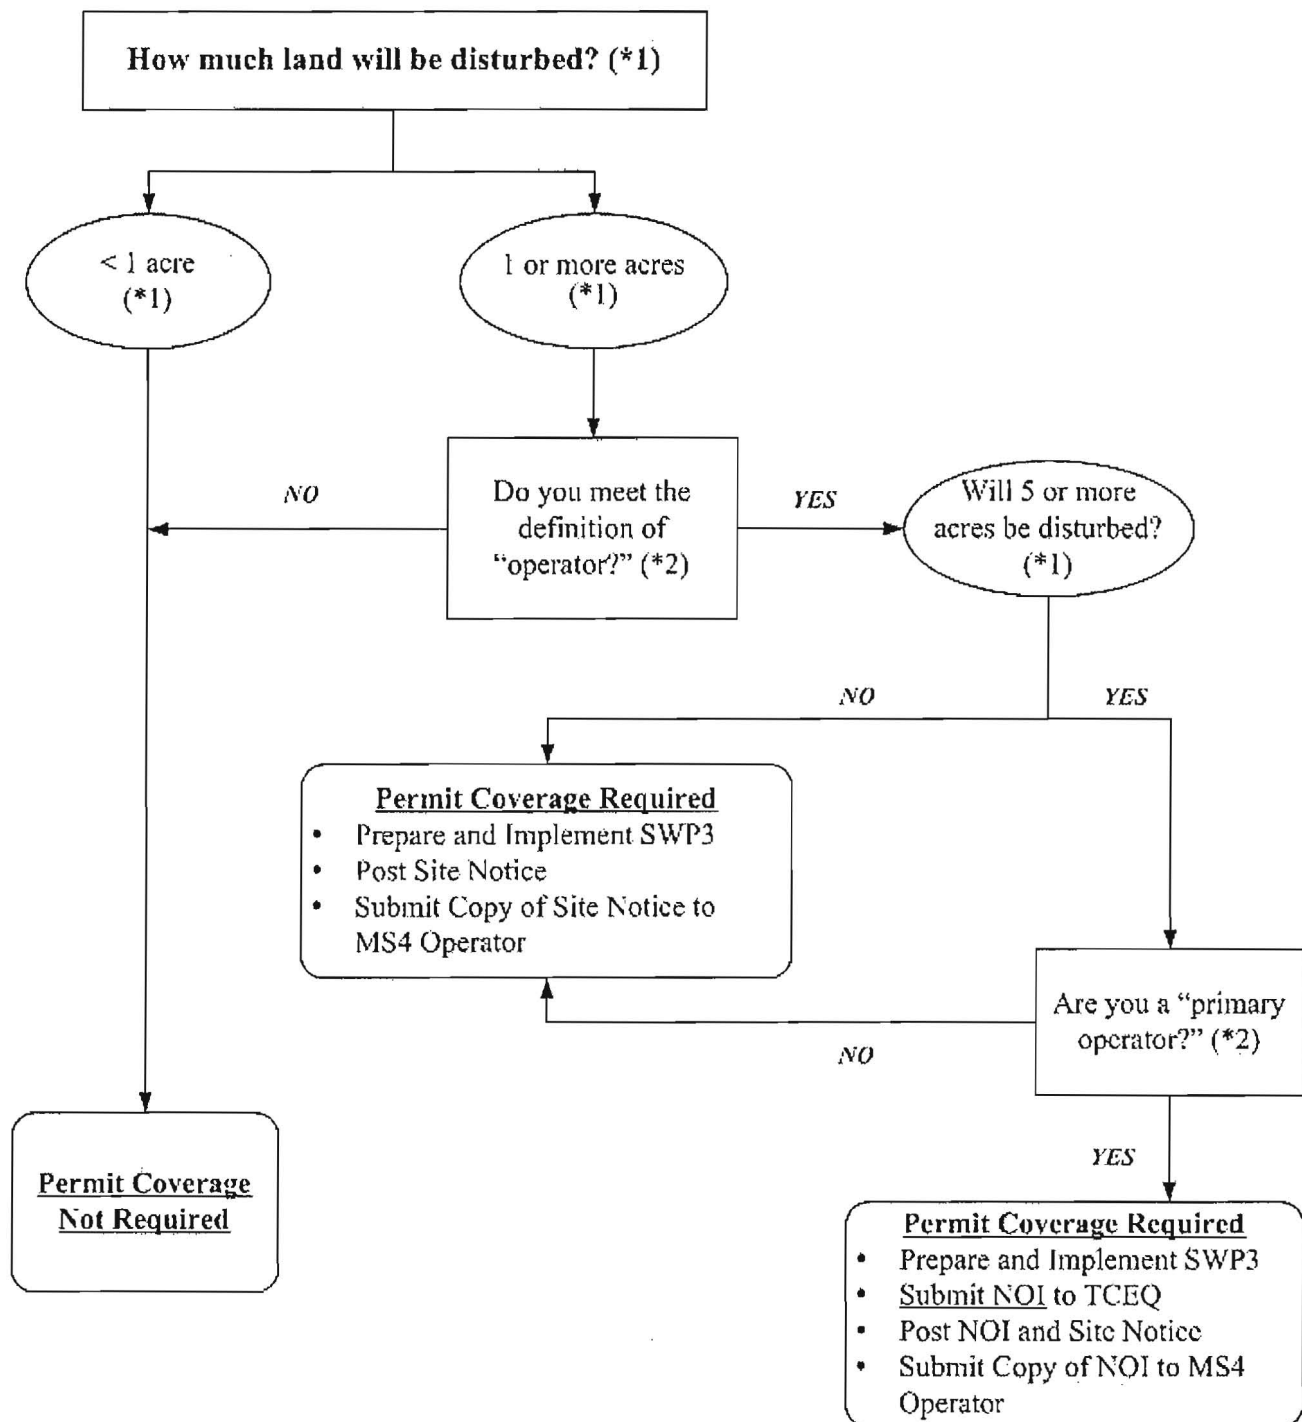 How much land will be disturbed? (*1)
< 1 acre
(*1)
1 or more acres
(*1)
NO
Do you meet the
definition of
“operator?” (*2)
YES
Will 5 or more
acres be disturbed?
(*1)
NO
YES
Permit Coverage Required
• Prepare and Implement SWP3
• Post Site Notice
• Submit Copy of Site Notice to
MS4 Operator
Are you a “primary
operator?” (*2)
NO
YES
Permit Coverage
Not Required
Permit Coverage Required
• Prepare and Implement SWP3
• Submit NOI to TCEQ
• Post NOI and Site Notice
• Submit Copy of NOI to MS4
Operator